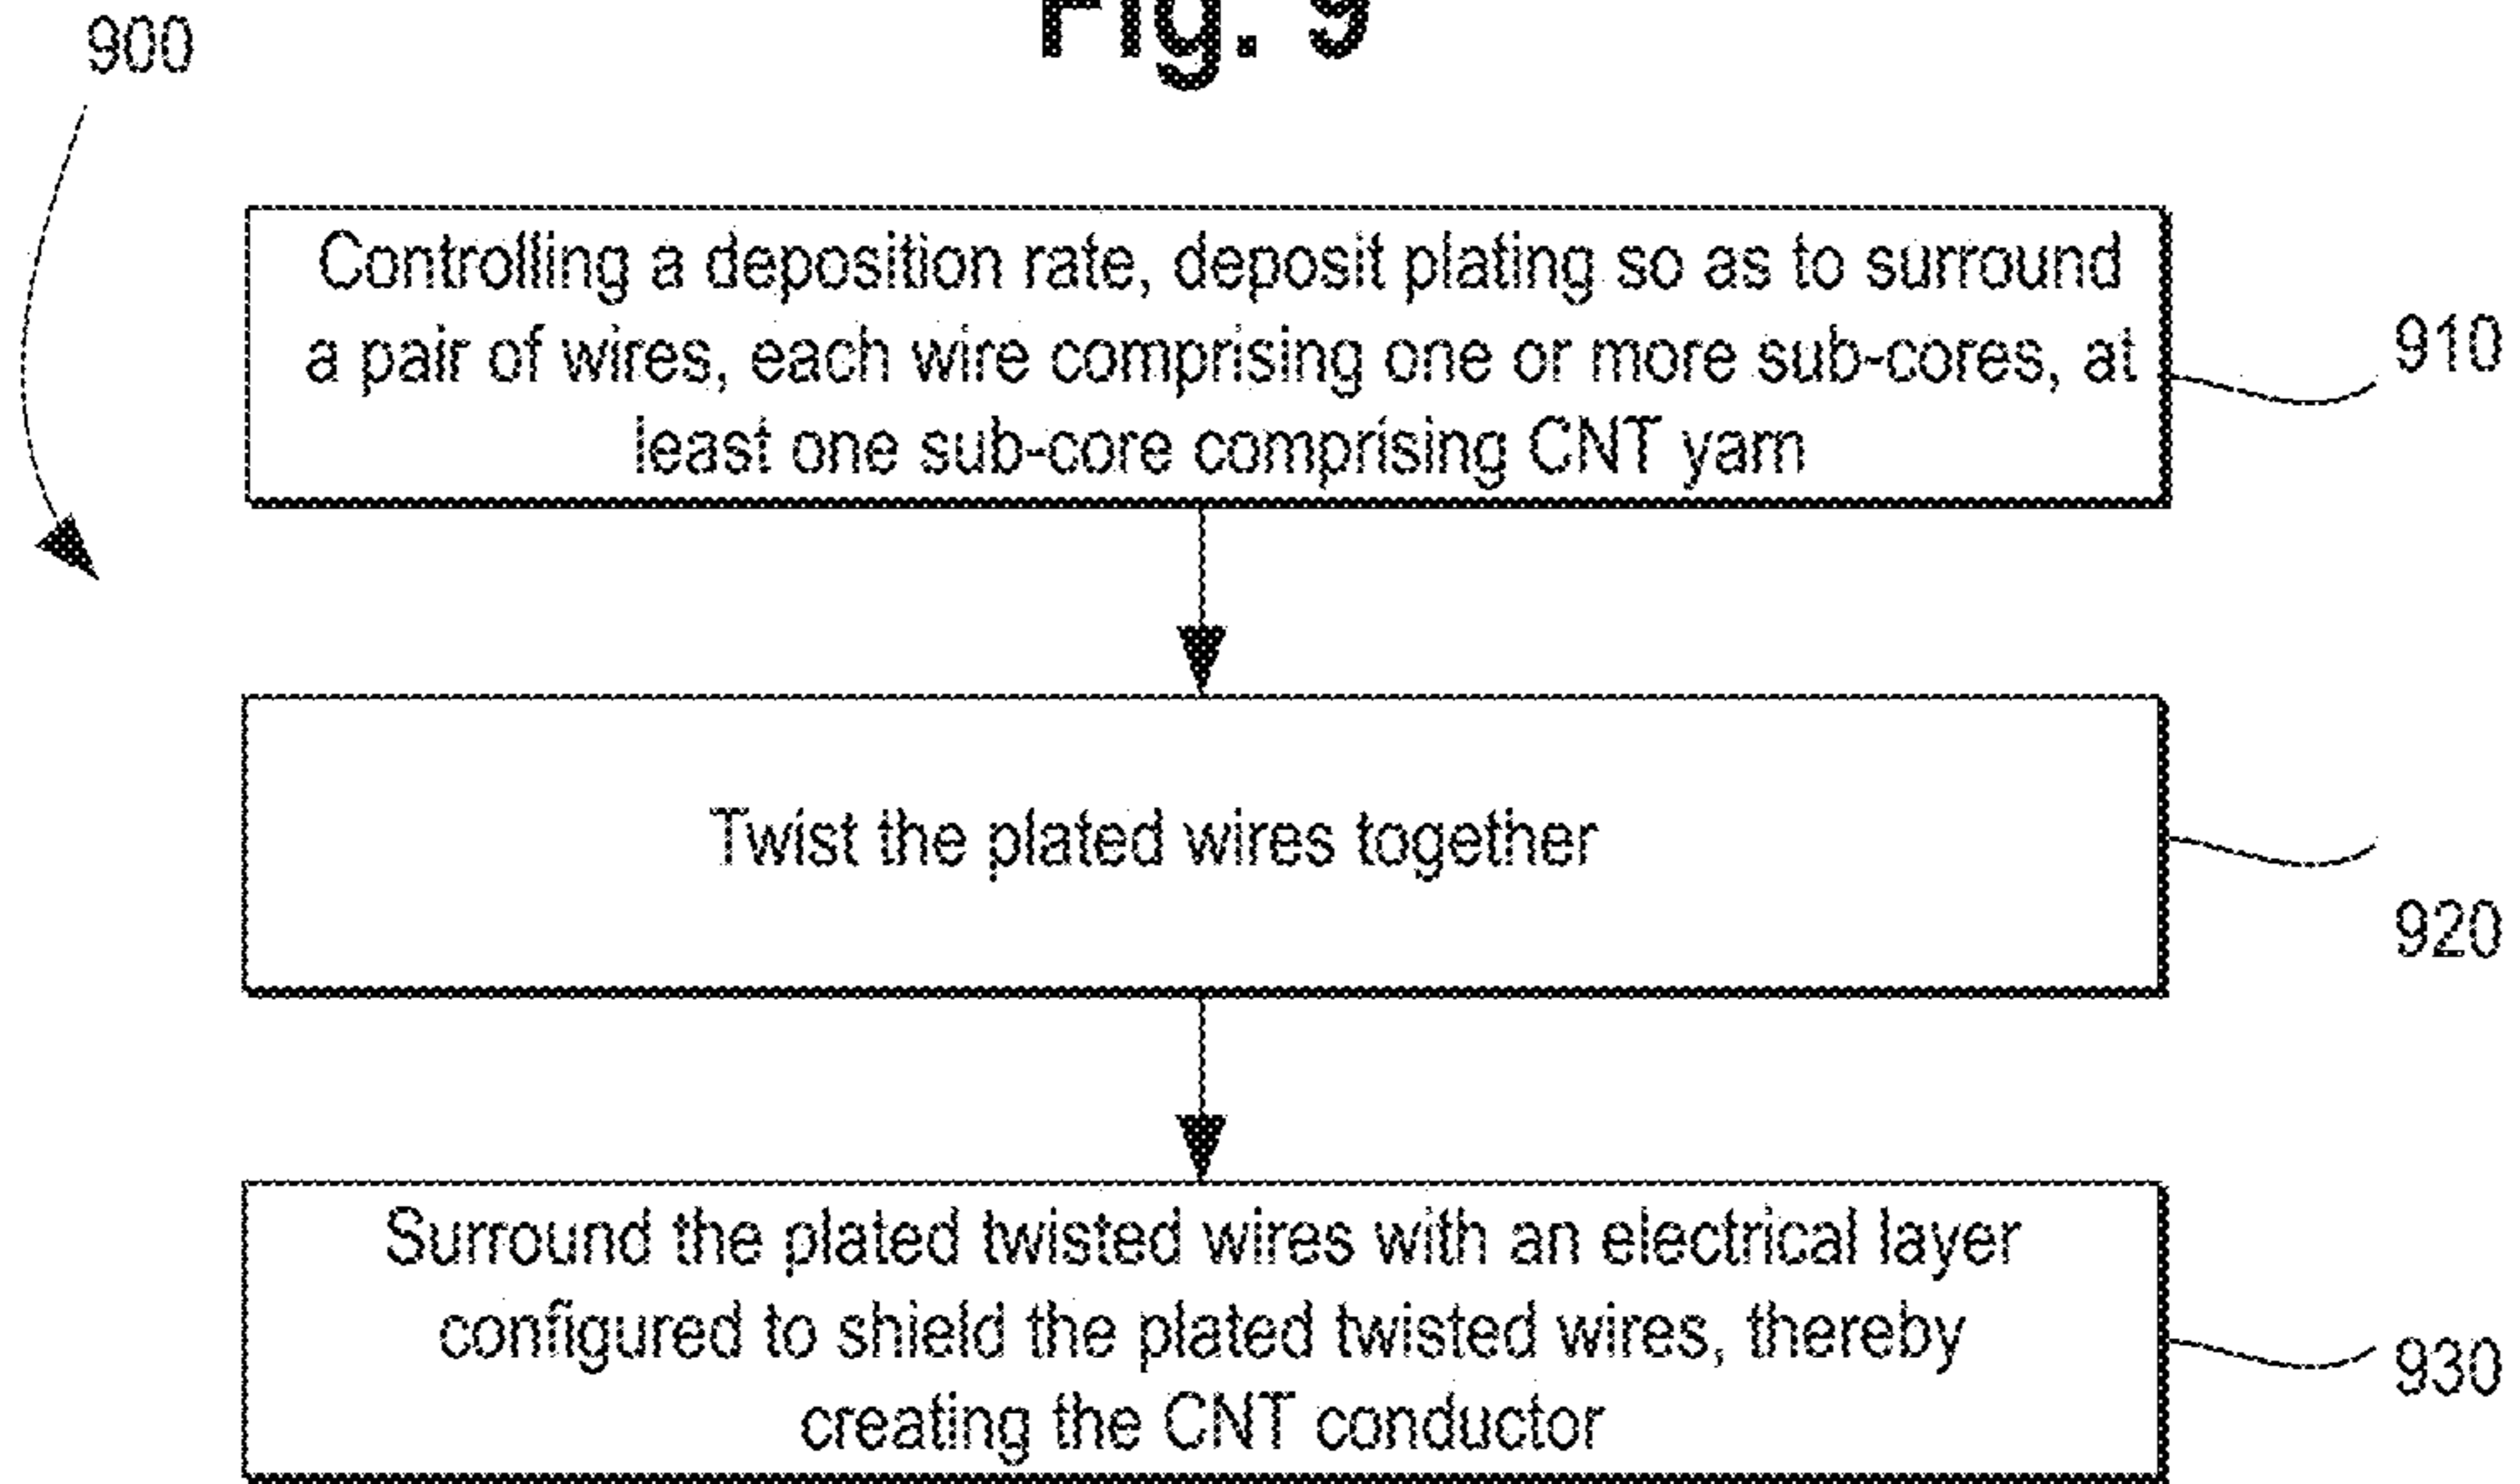 Fig. 9
900
Controlling a deposition rate, deposit plating so as to surround
a pair of wires, each wire comprising one or more sub-cores, at
least one sub-core comprising CNT yarn
910
Twist the plated wires together
920
Surround the plated twisted wires with an electrical layer
configured to shield the plated twisted wires, thereby
creating the CNT conductor
930